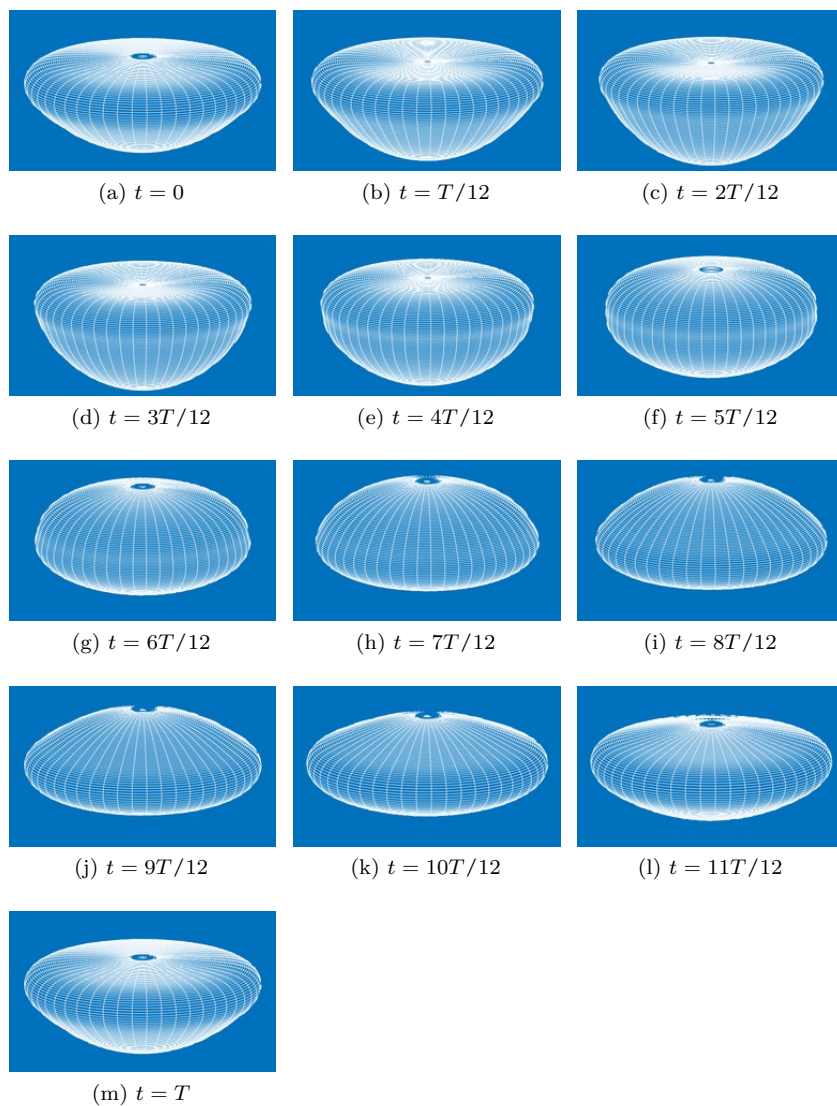 (a) t = 0
(b) t = T/12
(c) t = 2T/12
(d) t = 3T/12
(e) t = 4T/12
(f) t = 5T/12
(g) t = 6T/12
(h) t = 7T/12
(i) t = 8T/12
(j) t = 9T/12
(k) t = 10T/12
(l) t = 11T/12
(m) t = T